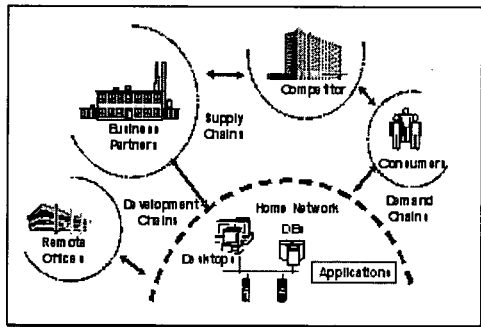 Competitor
Business
Partners
Supply
Chains
Consumers
Demand
Chains
Development
Chains
Home Network
Remote
Offices
Desktops
DBs
Applications